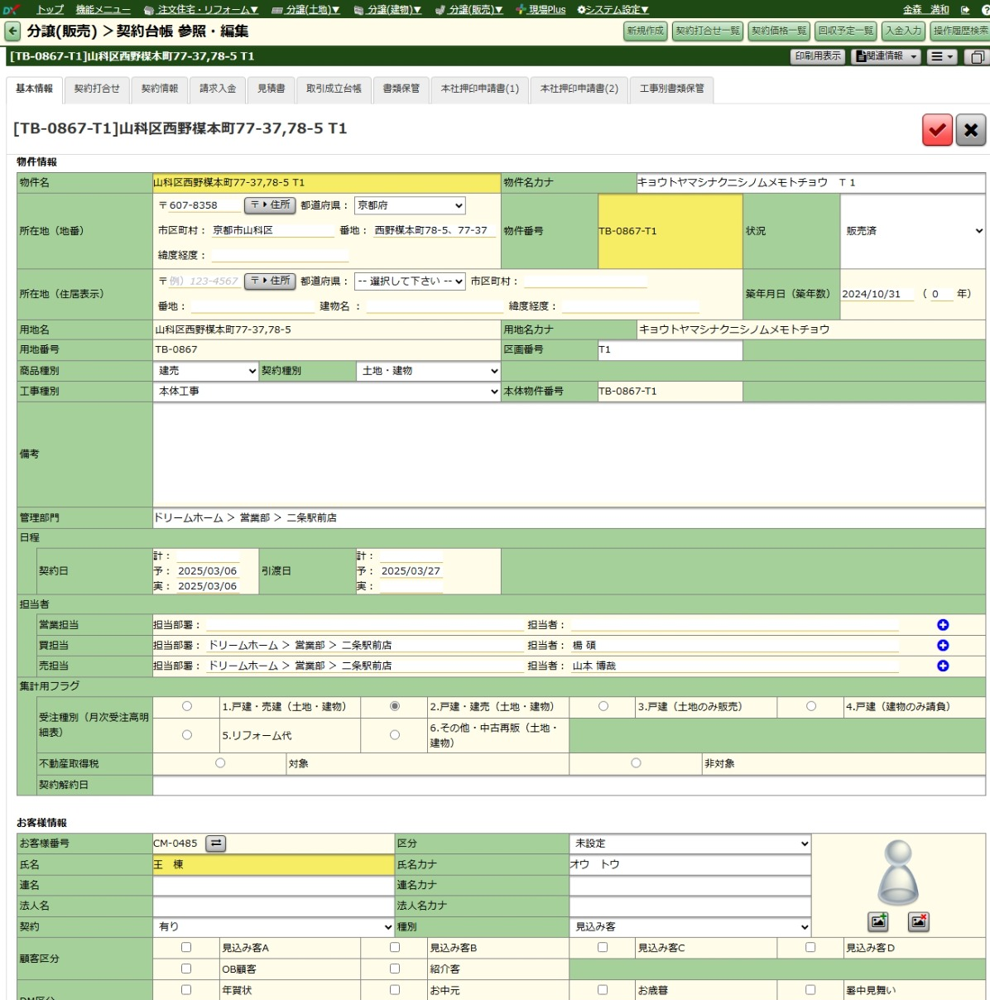 DX トップ 機能メニュー 注文住宅・リフォーム▼ 分譲(土地)▼ 分譲(建物)▼ 分譲(販売)▼ 現場Plus システム設定▼ 金森 満和
分譲(販売) ＞契約台帳 参照・編集 新規作成 契約打合せ一覧 契約価格一覧 回収予定一覧 入金入力 操作履歴検索
[TB-0867-T1]山科区西野楳本町77-37,78-5 T1 印刷用表示 関連情報
基本情報 契約打合せ 契約情報 請求入金 見積書 取引成立台帳 書類保管 本社押印申請書(1) 本社押印申請書(2) 工事別書類保管
[TB-0867-T1]山科区西野楳本町77-37,78-5 T1
物件情報
物件名 山科区西野楳本町77-37,78-5 T1 物件名カナ キョウトヤマシナクニシノムメモトチョウ　Ｔ１
所在地（地番） 〒607-8358 〒▶住所 都道府県： 京都府
市区町村： 京都市山科区 番地： 西野楳本町78-5、77-37 物件番号 TB-0867-T1 状況 販売済
緯度経度：
所在地（住居表示） 〒例）123-4567 〒▶住所 都道府県： -- 選択して下さい -- 市区町村：
築年月日（築年数） 2024/10/31 （ 0 年）
番地： 建物名 ： 緯度経度：
用地名 山科区西野楳本町77-37,78-5 用地名カナ キョウトヤマシナクニシノムメモトチョウ
用地番号 TB-0867 区画番号 T1
商品種別 建売 契約種別 土地・建物
工事種別 本体工事 本体物件番号 TB-0867-T1
備考
管理部門 ドリームホーム ＞ 営業部 ＞ 二条駅前店
日程
計： 計：
契約日 予： 2025/03/06 引渡日 予： 2025/03/27
実： 2025/03/06 実：
担当者
営業担当 担当部署： 担当者：
買担当 担当部署： ドリームホーム ＞ 営業部 ＞ 二条駅前店 担当者： 楊 碩
売担当 担当部署： ドリームホーム ＞ 営業部 ＞ 二条駅前店 担当者： 山本 博哉
集計用フラグ
受注種別（月次受注高明細表） 1.戸建・売建（土地・建物） 2.戸建・建売（土地・建物） 3.戸建（土地のみ販売） 4.戸建（建物のみ請負）
5.リフォーム代 6.その他・中古再販（土地・建物）
不動産取得税 対象 非対象
契約解約日
お客様情報
お客様番号 CM-0485 区分 未設定
氏名 王　棟 氏名カナ オウ　トウ
連名 連名カナ
法人名 法人名カナ
契約 有り 種別 見込み客
顧客区分 見込み客A 見込み客B 見込み客C 見込み客Ｄ
OB顧客 紹介客
DM区分 年賀状 お中元 お歳暮 暑中見舞い